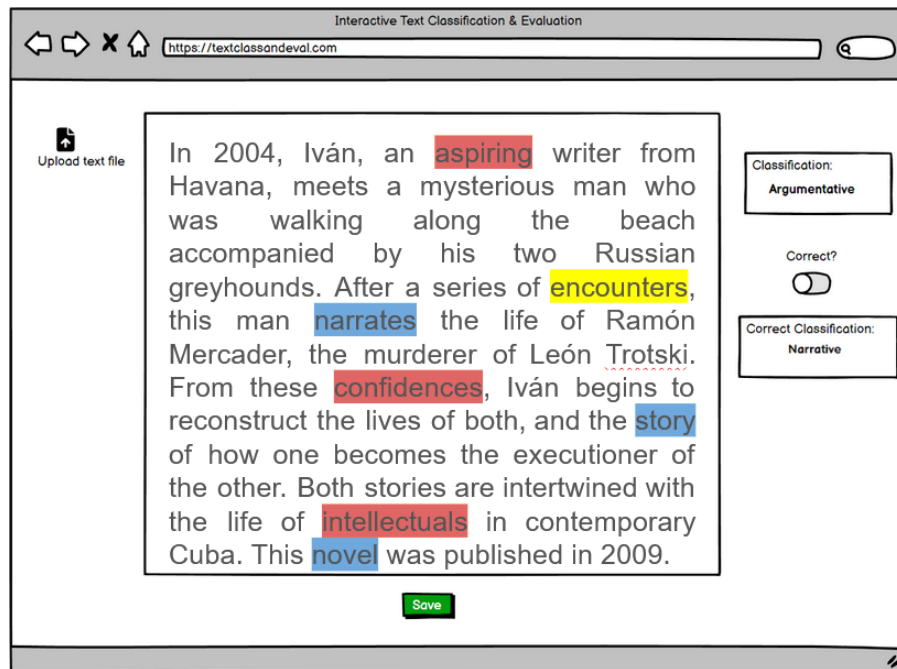 Interactive Text Classification & Evaluation
https://textclassandeval.com
Upload text file
In 2004, Iván, an aspiring writer from
Havana, meets a mysterious man who
was walking along the beach
accompanied by his two Russian
greyhounds. After a series of encounters,
this man narrates the life of Ramón
Mercader, the murderer of León Trotski.
From these confidences, Iván begins to
reconstruct the lives of both, and the story
of how one becomes the executioner of
the other. Both stories are intertwined with
the life of intellectuals in contemporary
Cuba. This novel was published in 2009.
Classification:
Argumentative
Correct?
Correct Classification:
Narrative
Save